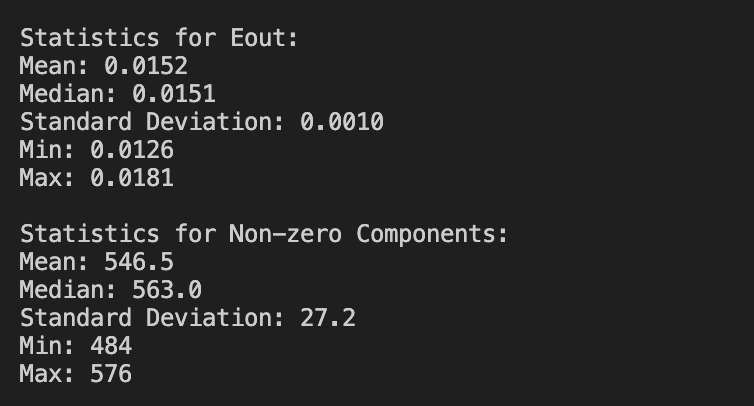 Statistics for Eout:
Mean: 0.0152
Median: 0.0151
Standard Deviation: 0.0010
Min: 0.0126
Max: 0.0181
Statistics for Non-zero Components:
Mean: 546.5
Median: 563.0
Standard Deviation: 27.2
Min: 484
Max: 576